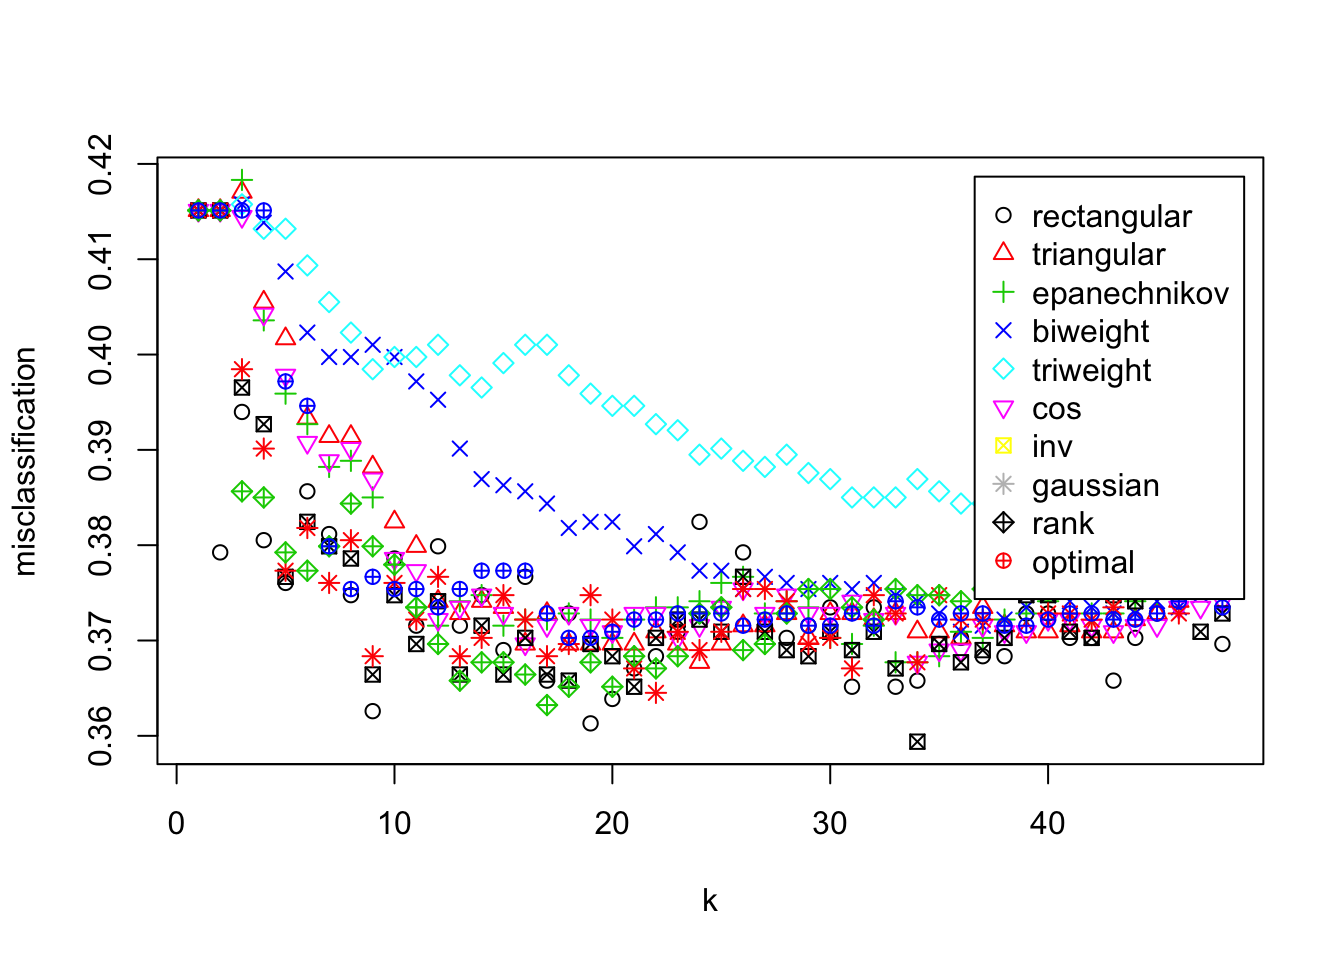 0.42
0.41
0.40
0.39
0.38
0.37
0.36
misclassification
rectangular
triangular
epanechnikov
biweight
triweight
cos
inv
gaussian
rank
optimal
0 10 20 30 40
k